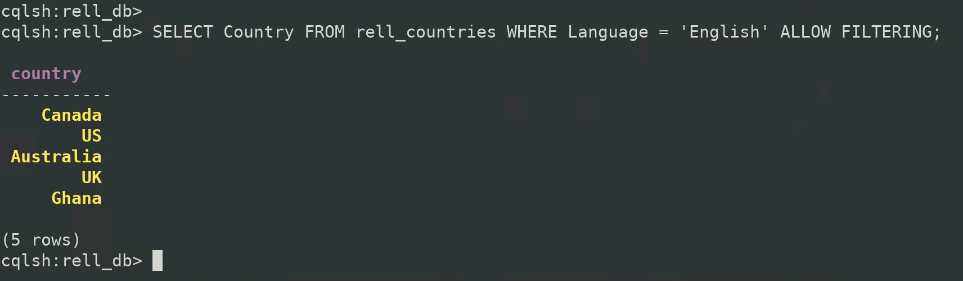 cqlsh:rell_db>
cqlsh:rell_db> SELECT Country FROM rell_countries WHERE Language = 'English' ALLOW FILTERING;
country
-----------
Canada
US
Australia
UK
Ghana
(5 rows)
cqlsh:rell_db>